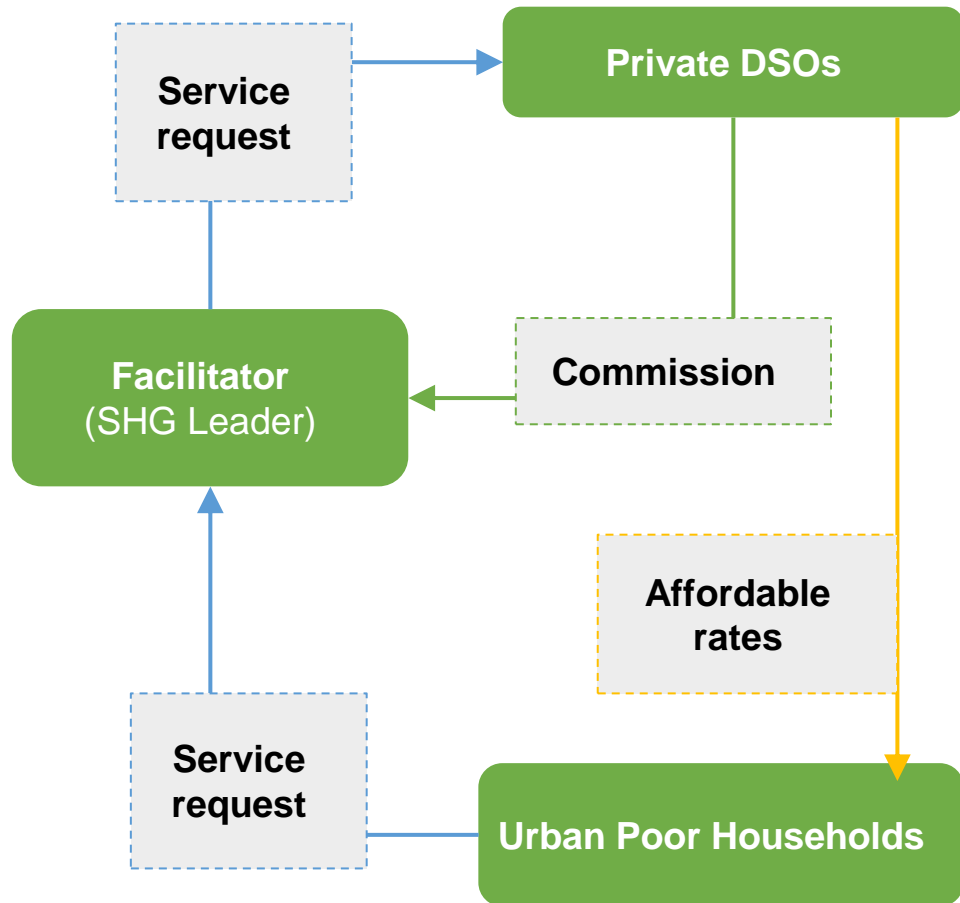 Service
request
Private DSOs
Facilitator
(SHG Leader)
Commission
Affordable
rates
Service
request
Urban Poor Households